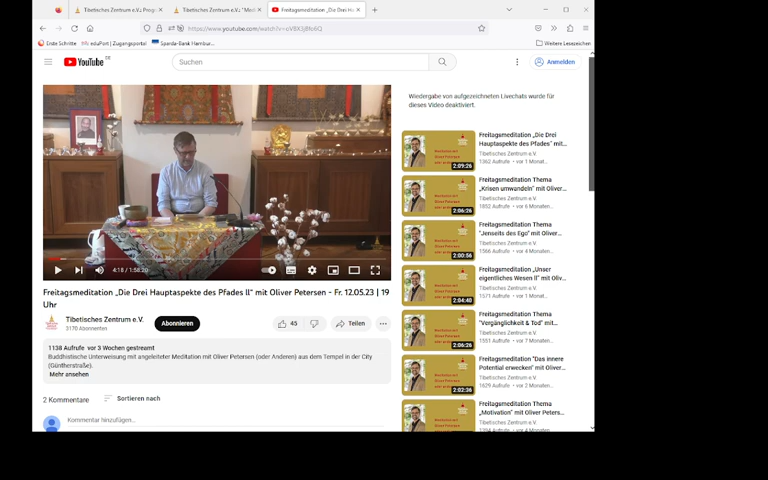 Tibetisches Zentrum e.V.:
Tibetisches Zentrum e.V.:
Freitagsmeditation „Die Drei
https://www.youtube.com/watch?v=
Erste Schritte
eduPort | Zugangsportal
Sparda-Bank Hambur...
Weitere Lesezeichen
YouTube DE
Suchen
Anmelden
Wiedergabe von aufgezeichneten Livechats wurde für
dieses Video deaktiviert.
4:18 / 1:58:20
Freitagsmeditation „Die Drei Hauptaspekte des Pfades II" mit Oliver Petersen - Fr. 12.05.23 | 19
Uhr
Tibetisches Zentrum e.V.
3170 Abonnenten
Abonnieren
45
Teilen
1138 Aufrufe vor 3 Wochen gestreamt
Buddhistische Unterweisung mit angeleiteter Meditation mit Oliver Petersen (oder Anderen) aus dem Tempel in der City
(Güntherstraße).
Mehr ansehen
2 Kommentare
Sortieren nach
Kommentar hinzufügen...
2:09:26
Freitagsmeditation „Die Drei
Hauptaspekte des Pfades" mit...
Tibetisches Zentrum e.V.
1362 Aufrufe • vor 1 Monat...
2:06:26
Freitagsmeditation Thema
„Krisen umwandeln" mit Oliver...
Tibetisches Zentrum e.V.
1852 Aufrufe • vor 6 Monaten...
2:00:56
Freitagsmeditation Thema
"Jenseits des Ego" mit Oliver...
Tibetisches Zentrum e.V.
1566 Aufrufe • vor 4 Monaten...
2:04:48
Freitagsmeditation Thema „Unser
eigentliches Wesen II" mit Oliv...
Tibetisches Zentrum e.V.
1571 Aufrufe • vor 1 Monat...
2:06:26
Freitagsmeditation Thema
"Vergänglichkeit & Tod" mit...
Tibetisches Zentrum e.V.
1551 Aufrufe • vor 7 Monaten...
2:02:36
Freitagsmeditation "Das innere
Potential erwecken" mit Oliver...
Tibetisches Zentrum e.V.
1629 Aufrufe • vor 2 Monaten...
Freitagsmeditation Thema
„Motivation" mit Oliver Peters...
Tibetisches Zentrum e.V.